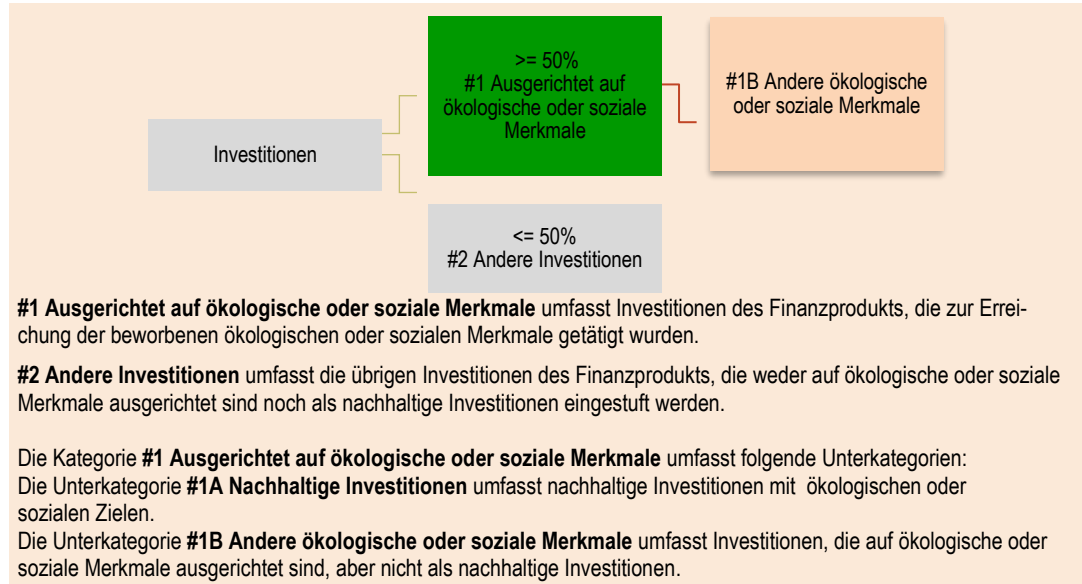 >= 50%
#1 Ausgerichtet auf
ökologische oder soziale
Merkmale
#1B Andere ökologische
oder soziale Merkmale
Investitionen
<= 50%
#2 Andere Investitionen
#1 Ausgerichtet auf ökologische oder soziale Merkmale umfasst Investitionen des Finanzprodukts, die zur Errei-
chung der beworbenen ökologischen oder sozialen Merkmale getätigt wurden.
#2 Andere Investitionen umfasst die übrigen Investitionen des Finanzprodukts, die weder auf ökologische oder soziale
Merkmale ausgerichtet sind noch als nachhaltige Investitionen eingestuft werden.
Die Kategorie #1 Ausgerichtet auf ökologische oder soziale Merkmale umfasst folgende Unterkategorien:
Die Unterkategorie #1A Nachhaltige Investitionen umfasst nachhaltige Investitionen mit ökologischen oder
sozialen Zielen.
Die Unterkategorie #1B Andere ökologische oder soziale Merkmale umfasst Investitionen, die auf ökologische oder
soziale Merkmale ausgerichtet sind, aber nicht als nachhaltige Investitionen.